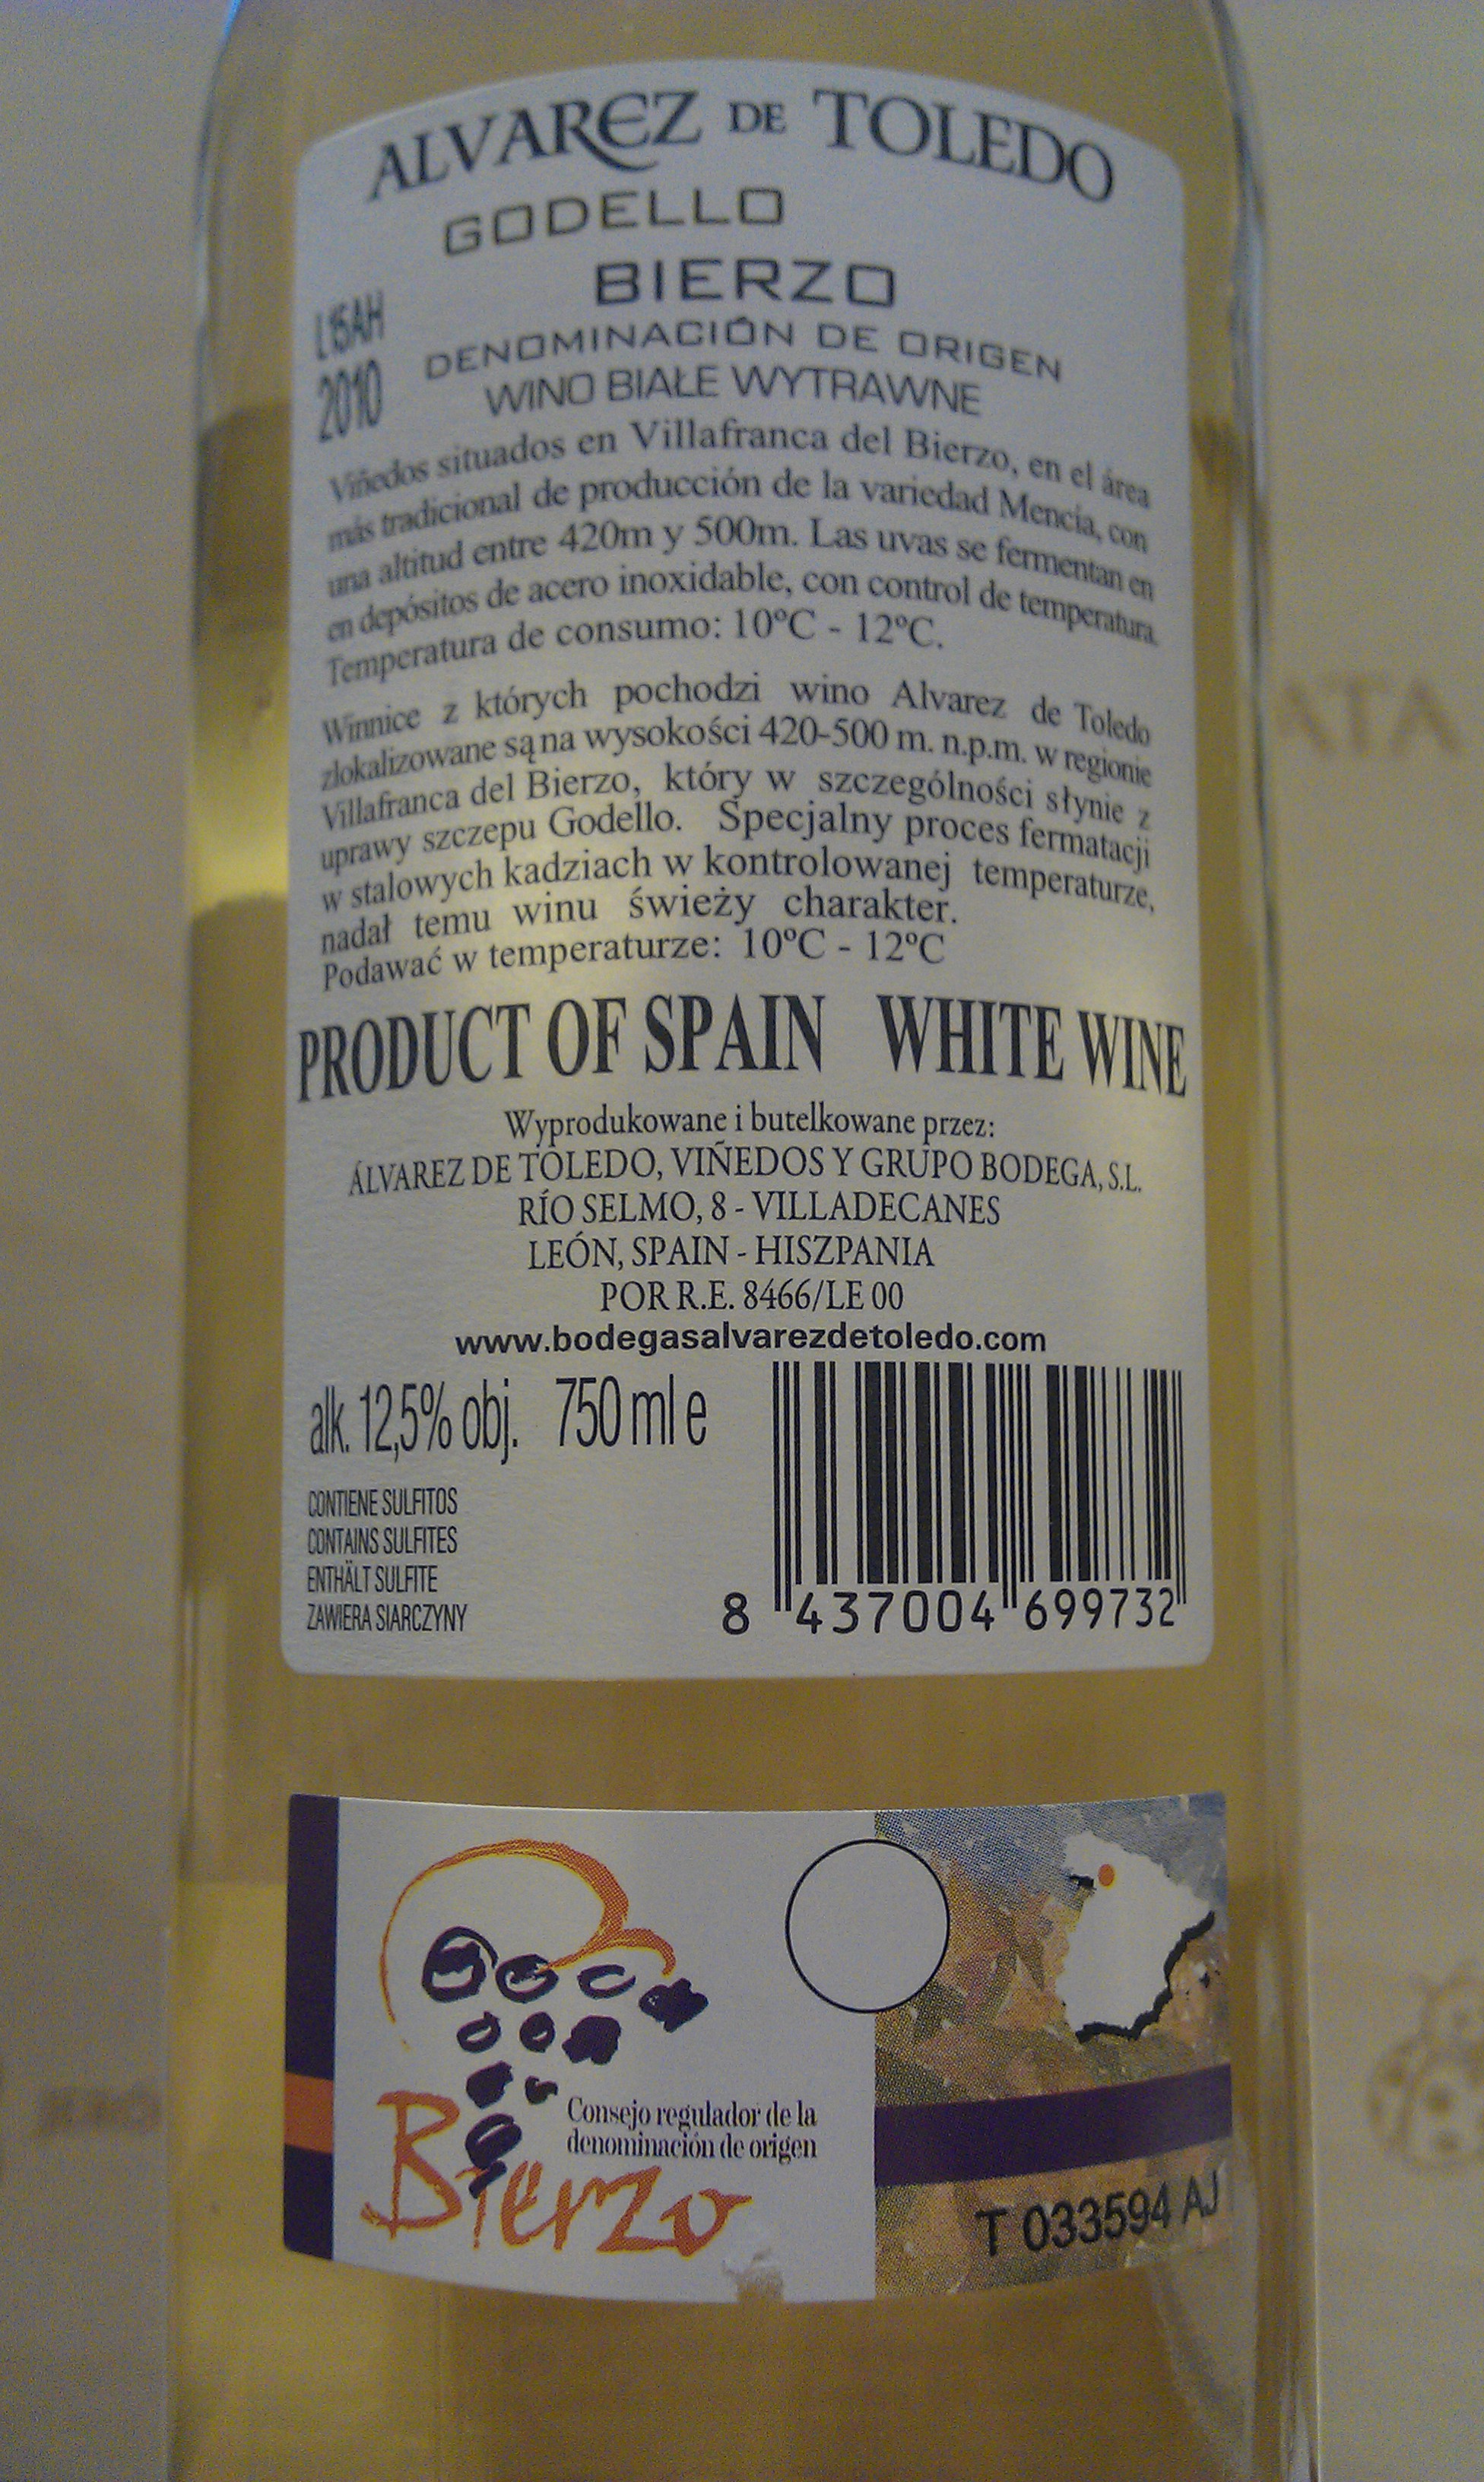 ALVAREZ DE TOLEDO
GODELLO
BIERZO
DENOMINACIÓN DE ORIGEN
WINO BIAŁE WYTRAWNE
L15AH
2010
Viñedos situados en Villafranca del Bierzo, en el área
más tradicional de producción de la variedad Mencía, con
una altitud entre 420m y 500m. Las uvas se fermentan en
en depósitos de acero inoxidable, con control de temperatura.
Temperatura de consumo: 10ºC - 12ºC.
Winnice z których pochodzi wino Alvarez de Toledo
zlokalizowane są na wysokości 420-500 m. n.p.m. w regionie
Villafranca del Bierzo, który w szczególności słynie z
uprawy szczepu Godello. Specjalny proces fermatacji
w stalowych kadziach w kontrolowanej temperaturze,
nadał temu winu świeży charakter.
Podawać w temperaturze: 10ºC - 12ºC
PRODUCT OF SPAIN WHITE WINE
Wyprodukowane i butelkowane przez:
ÁLVAREZ DE TOLEDO, VIÑEDOS Y GRUPO BODEGA, S.L.
RÍO SELMO, 8 - VILLADECANES
LEÓN, SPAIN - HISZPANIA
POR R.E. 8466/LE 00
www.bodegasalvarezdetoledo.com
alk. 12,5% obj. 750 ml e
CONTIENE SULFITOS
CONTAINS SULFITES
ENTHÄLT SULFITE
ZAWIERA SIARCZYNY
8 437004 699732
Consejo regulador de la
denominación de origen
Bierzo
T 033594 AJ
ATA